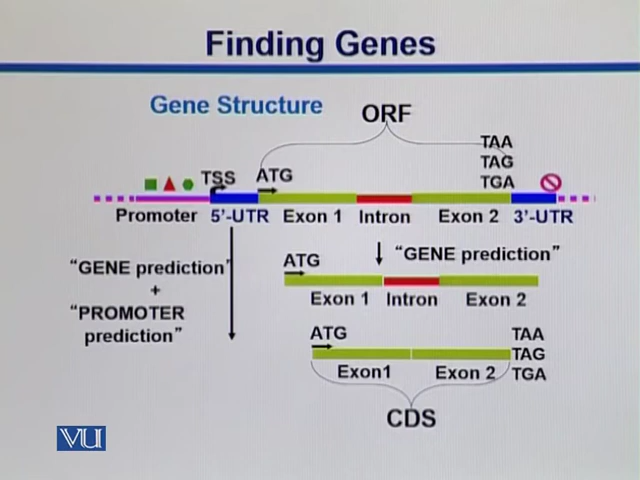 Finding Genes
Gene Structure
ORF
TAA
TAG
TGA
TSS
ATG
Promoter 5'-UTR Exon 1 Intron Exon 2 3'-UTR
"GENE prediction"
+
"PROMOTER
prediction"
"GENE prediction"
ATG
Exon 1 Intron Exon 2
ATG
TAA
TAG
TGA
Exon1 Exon 2
CDS
VU